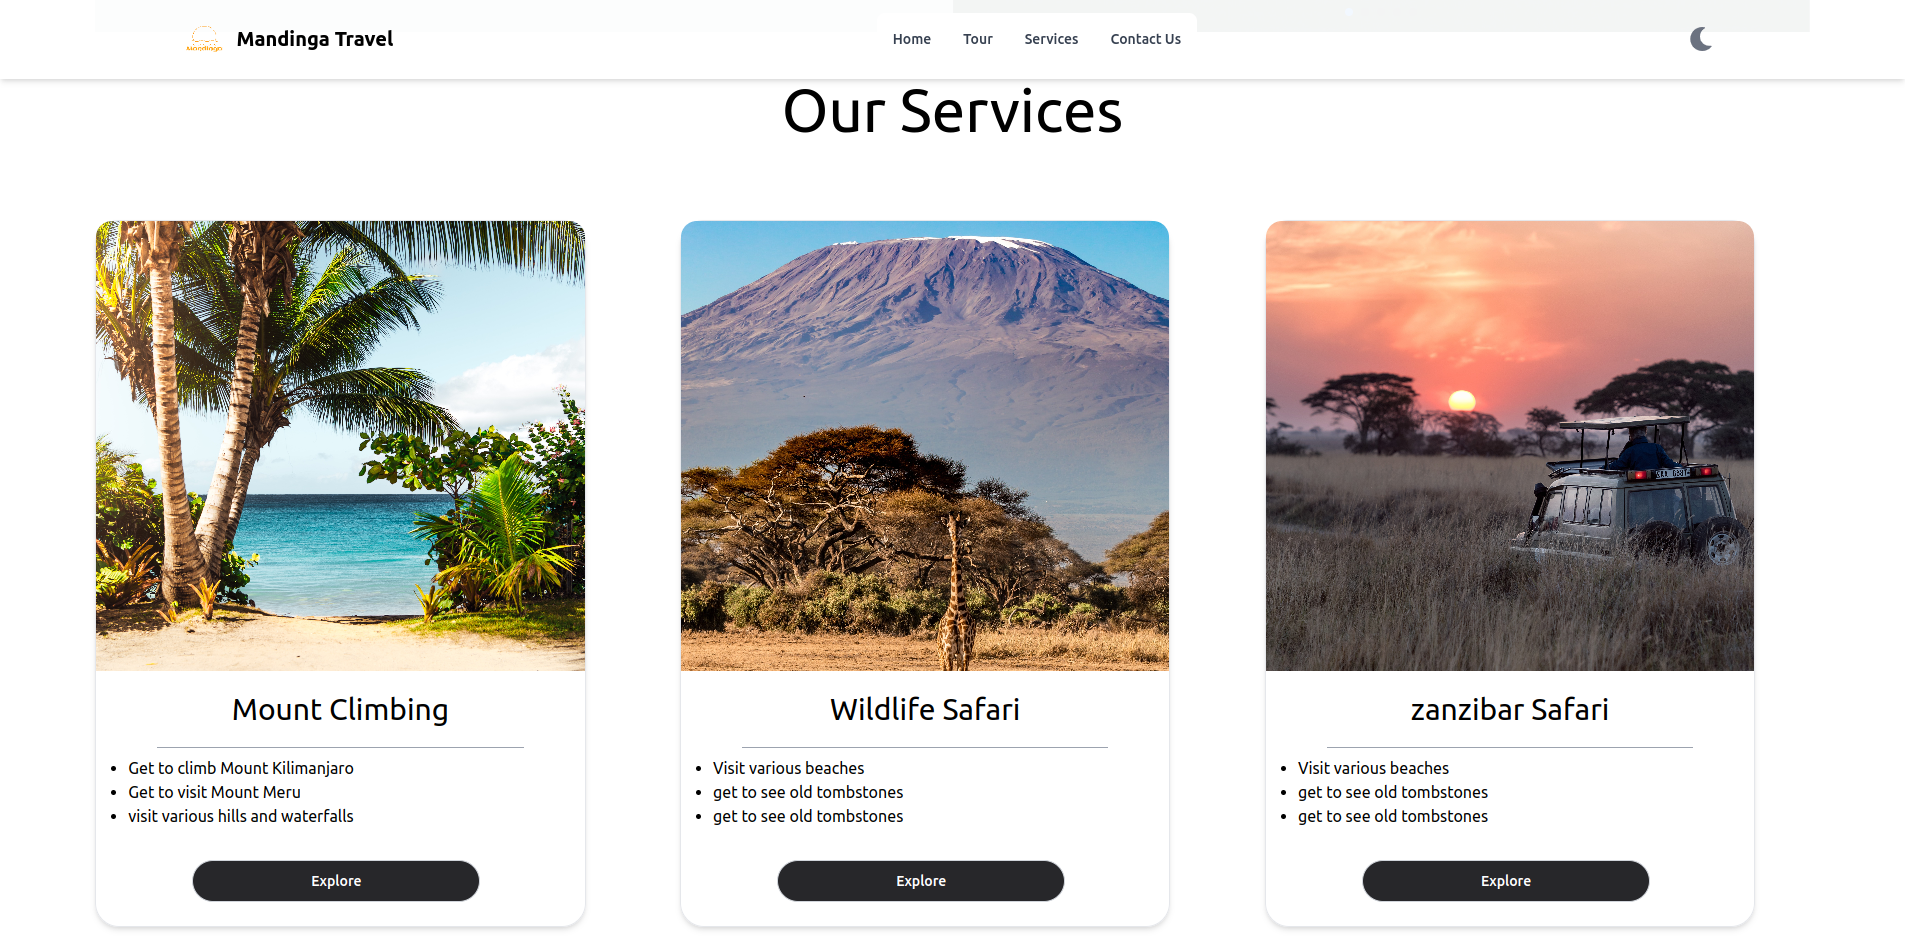 Mandinga Travel
Home Tour Services Contact Us
Our Services
Mount Climbing
Get to climb Mount Kilimanjaro
Get to visit Mount Meru
visit various hills and waterfalls
Explore
Wildlife Safari
Visit various beaches
get to see old tombstones
get to see old tombstones
Explore
zanzibar Safari
Visit various beaches
get to see old tombstones
get to see old tombstones
Explore